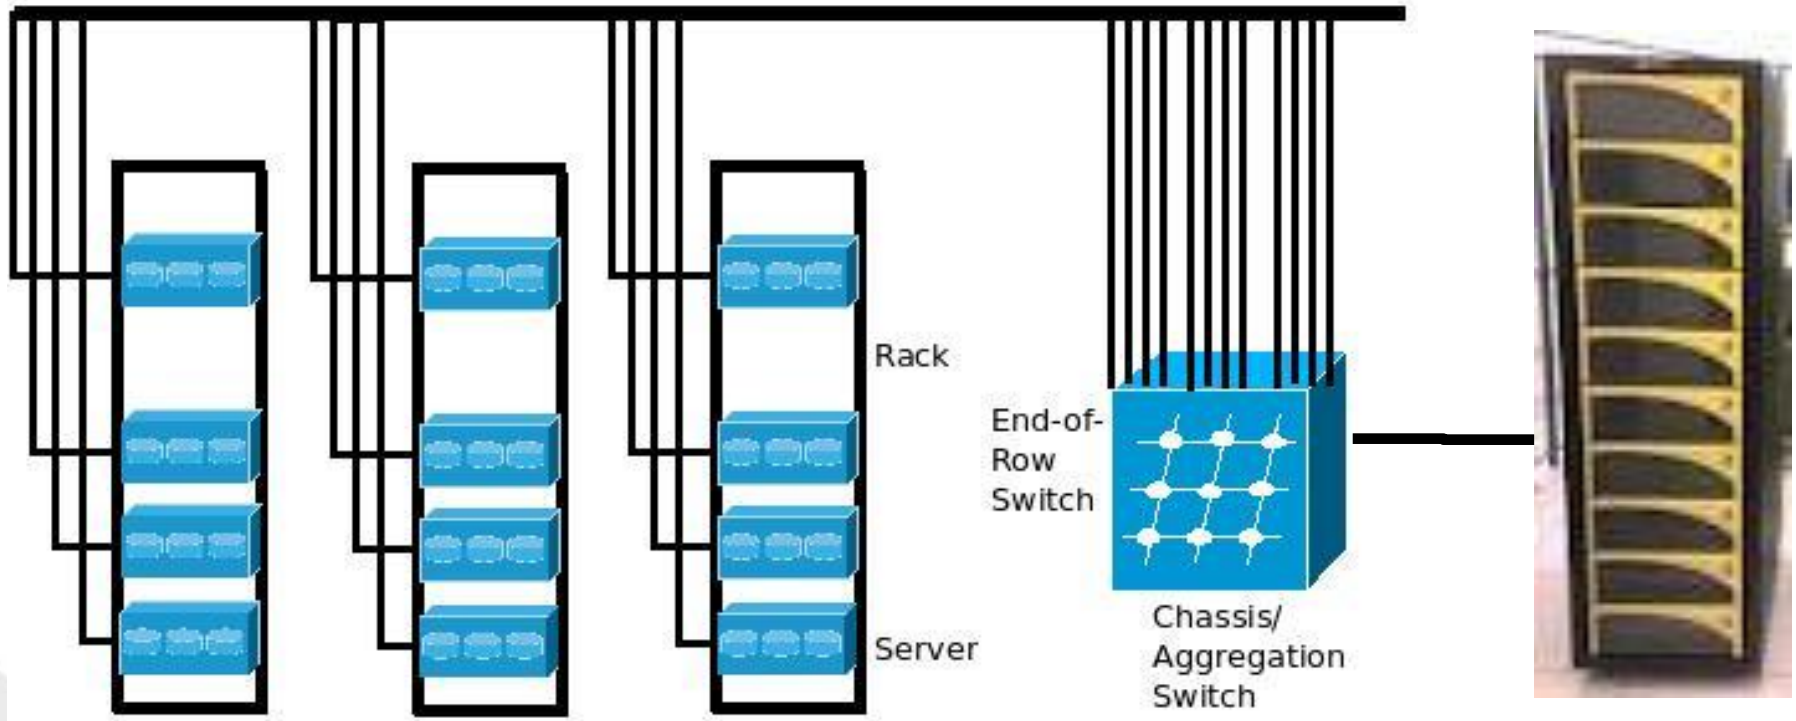 Rack
End-of-
Row
Switch
Server
Chassis/
Aggregation
Switch